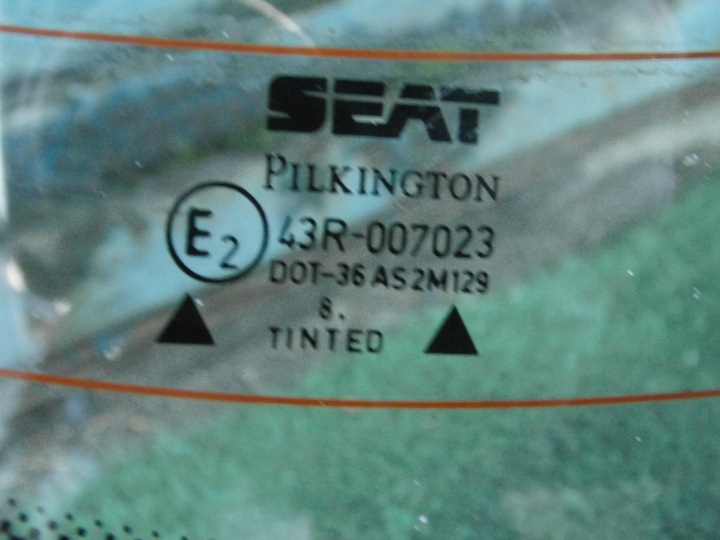 SEAT
PILKINGTON
E2 43R-007023
DOT-36 AS2M129
8.
TINTED